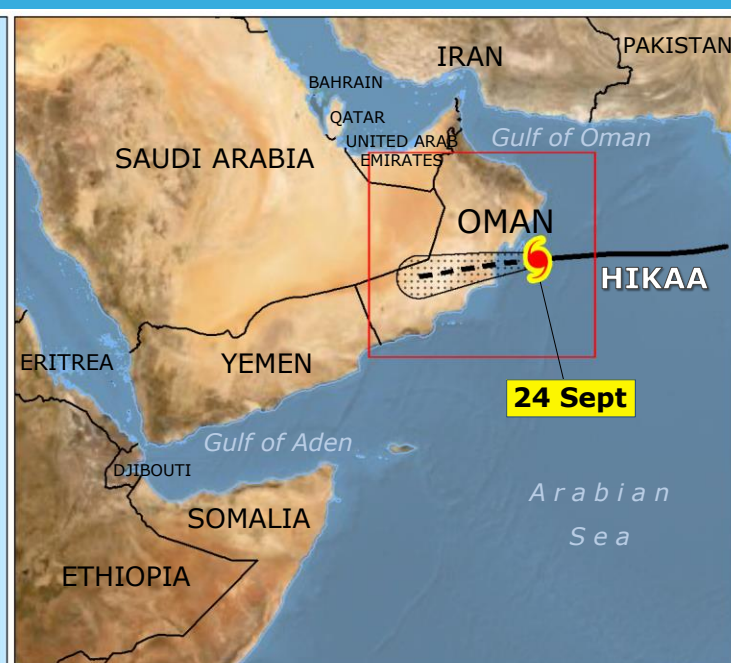 IRAN
PAKISTAN
BAHRAIN
QATAR
UNITED ARAB
EMIRATES
Gulf of Oman
SAUDI ARABIA
OMAN
HIKAA
ERITREA
YEMEN
24 Sept
Gulf of Aden
DJIBOUTI
Arabian
Sea
SOMALIA
ETHIOPIA